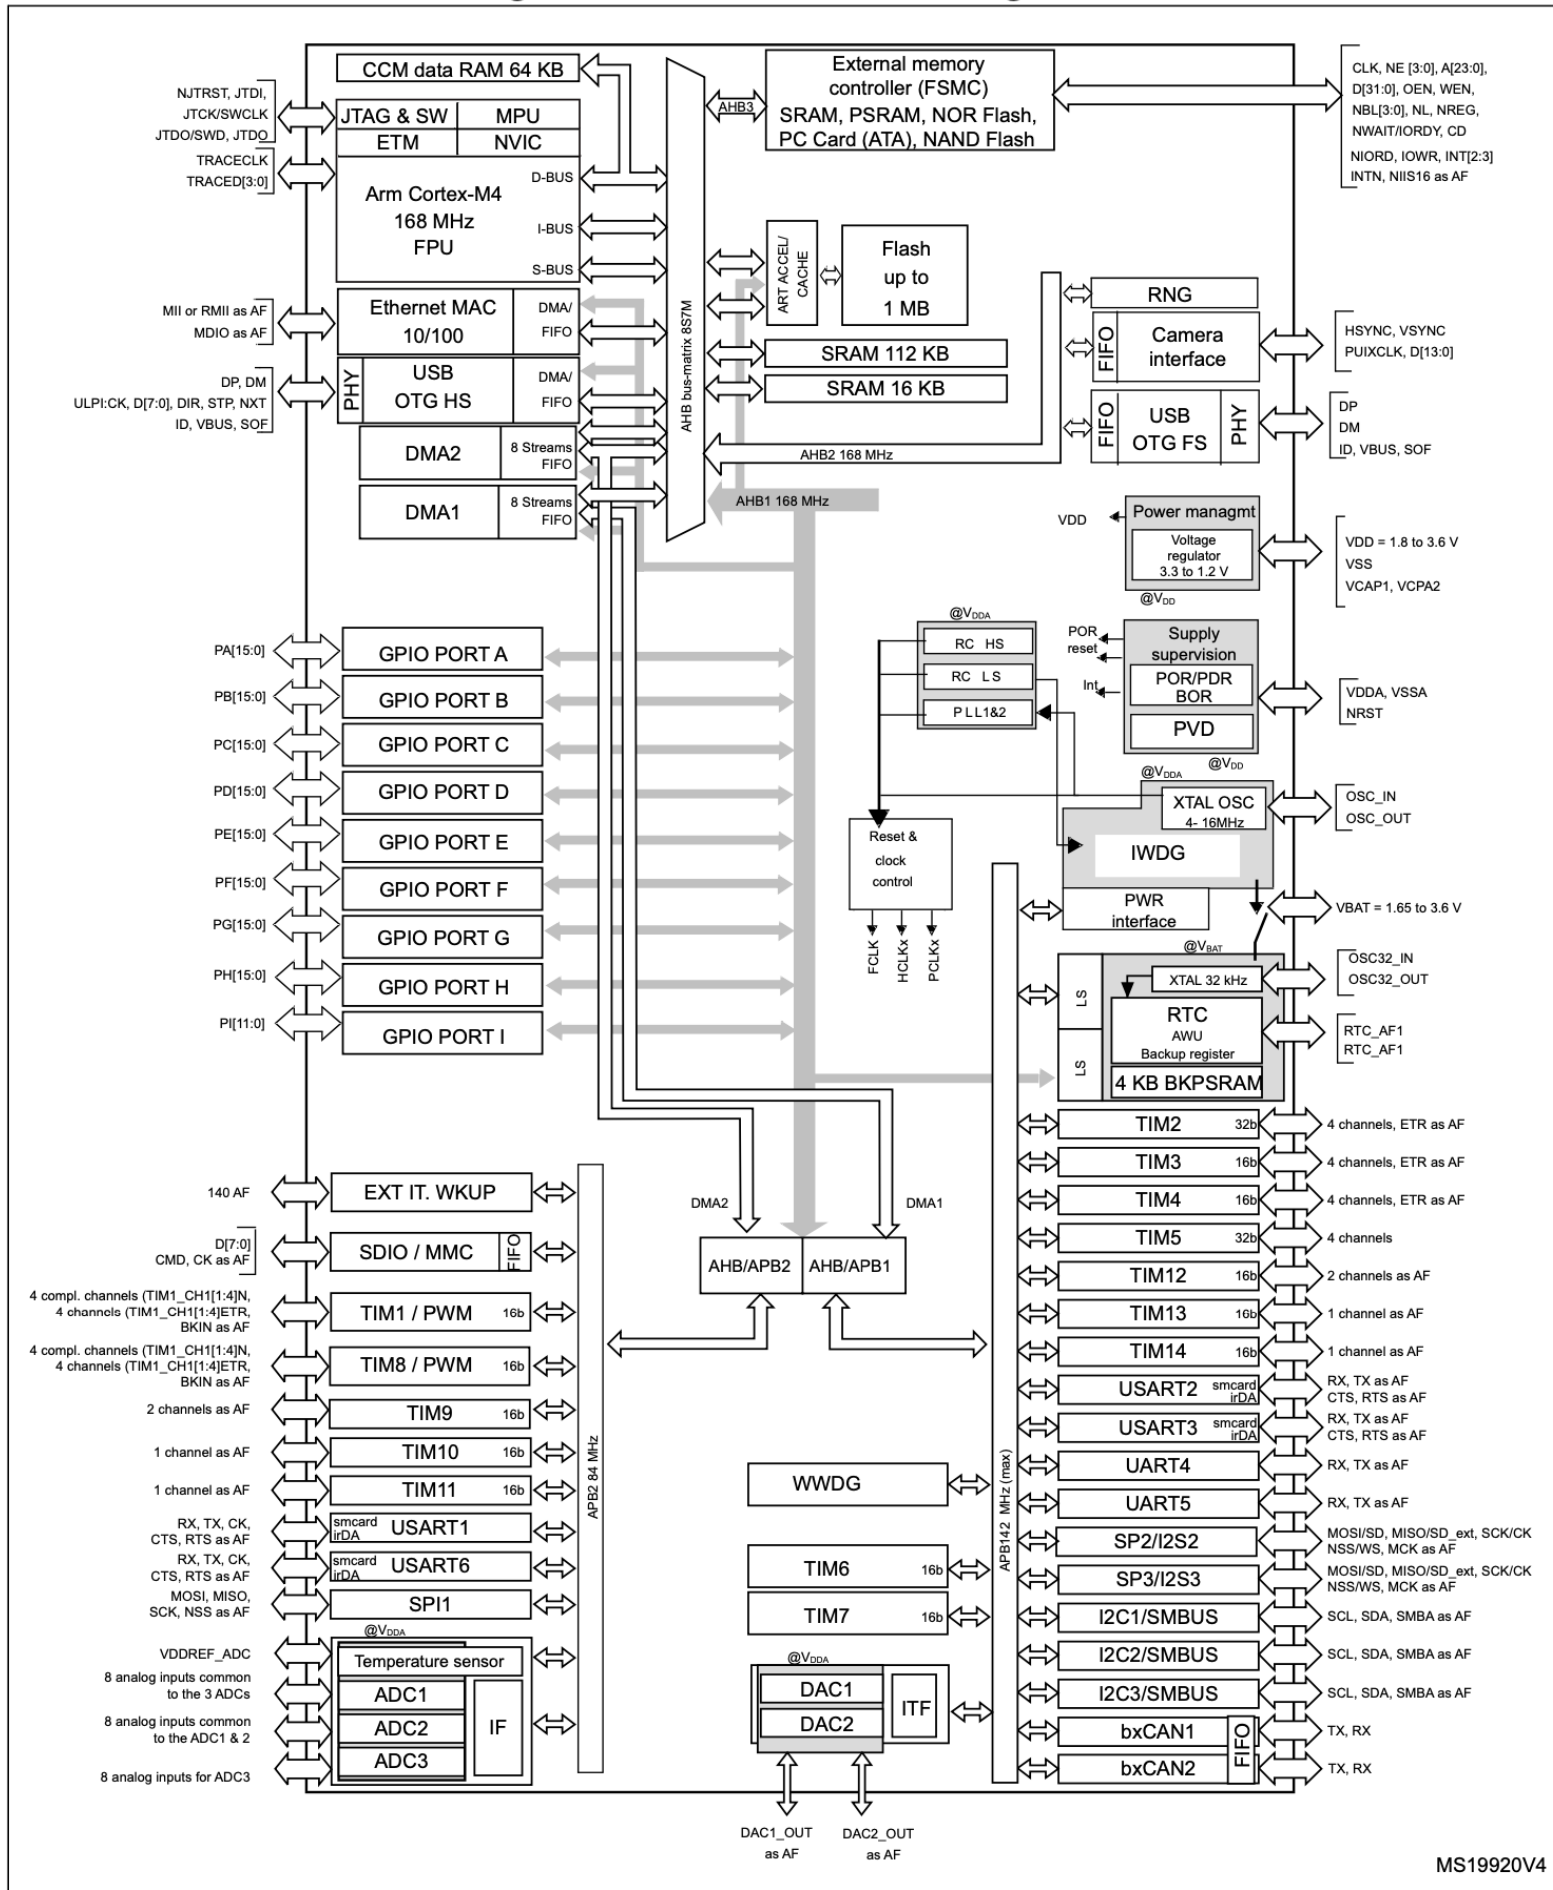 CCM data RAM 64 KB
NJTRST, JTDI,
JTCK/SWCLK
JTDO/SWD, JTDO
TRACECLK
TRACED[3:0]
JTAG & SW
MPU
ETM
NVIC
Arm Cortex-M4
168 MHz
FPU
D-BUS
I-BUS
S-BUS
MII or RMII as AF
MDIO as AF
Ethernet MAC
10/100
DMA/
FIFO
DP, DM
ULPI:CK, D[7:0], DIR, STP, NXT
ID, VBUS, SOF
PHY
USB
OTG HS
DMA/
FIFO
DMA2
8 Streams
FIFO
DMA1
8 Streams
FIFO
AHB bus-matrix 8S7M
AHB3
External memory
controller (FSMC)
SRAM, PSRAM, NOR Flash,
PC Card (ATA), NAND Flash
CLK, NE [3:0], A[23:0],
D[31:0], OEN, WEN,
NBL[3:0], NL, NREG,
NWAIT/IORDY, CD
NIORD, IOWR, INT[2:3]
INTN, NIIS16 as AF
ART ACCEL/
CACHE
Flash
up to
1 MB
SRAM 112 KB
SRAM 16 KB
AHB2 168 MHz
AHB1 168 MHz
RNG
FIFO
Camera
interface
HSYNC, VSYNC
PUIXCLK, D[13:0]
FIFO
USB
OTG FS
PHY
DP
DM
ID, VBUS, SOF
VDD
Power managmt
Voltage
regulator
3.3 to 1.2 V
@VDD
VDD = 1.8 to 3.6 V
VSS
VCAP1, VCPA2
@VDDA
RC HS
RC L S
P L L1&2
POR
reset
Int
Supply
supervision
POR/PDR
BOR
PVD
@VDD
VDDA, VSSA
NRST
@VDDA
XTAL OSC
4- 16MHz
IWDG
OSC_IN
OSC_OUT
PWR
interface
VBAT = 1.65 to 3.6 V
Reset &
clock
control
FCLK
HCLKx
PCLKx
@VBAT
LS
LS
XTAL 32 kHz
RTC
AWU
Backup register
4 KB BKPSRAM
OSC32_IN
OSC32_OUT
RTC_AF1
RTC_AF1
PA[15:0]
GPIO PORT A
PB[15:0]
GPIO PORT B
PC[15:0]
GPIO PORT C
PD[15:0]
GPIO PORT D
PE[15:0]
GPIO PORT E
PF[15:0]
GPIO PORT F
PG[15:0]
GPIO PORT G
PH[15:0]
GPIO PORT H
PI[11:0]
GPIO PORT I
DMA2
DMA1
AHB/APB2
AHB/APB1
140 AF
EXT IT. WKUP
D[7:0]
CMD, CK as AF
SDIO / MMC
FIFO
4 compl. channels (TIM1_CH1[1:4]N,
4 channels (TIM1_CH1[1:4]ETR,
BKIN as AF
TIM1 / PWM 16b
4 compl. channels (TIM1_CH1[1:4]N,
4 channels (TIM1_CH1[1:4]ETR,
BKIN as AF
TIM8 / PWM 16b
2 channels as AF
TIM9 16b
1 channel as AF
TIM10 16b
1 channel as AF
TIM11 16b
RX, TX, CK,
CTS, RTS as AF
smcard
irDA
USART1
RX, TX, CK,
CTS, RTS as AF
smcard
irDA
USART6
MOSI, MISO,
SCK, NSS as AF
SPI1
@VDDA
VDDREF_ADC
Temperature sensor
8 analog inputs common
to the 3 ADCs
ADC1
8 analog inputs common
to the ADC1 & 2
ADC2
8 analog inputs for ADC3
ADC3
IF
APB2 84 MHz
WWDG
TIM6 16b
TIM7 16b
@VDDA
DAC1
DAC2
ITF
DAC1_OUT
as AF
DAC2_OUT
as AF
APB142 MHz (max)
TIM2 32b
4 channels, ETR as AF
TIM3 16b
4 channels, ETR as AF
TIM4 16b
4 channels, ETR as AF
TIM5 32b
4 channels
TIM12 16b
2 channels as AF
TIM13 16b
1 channel as AF
TIM14 16b
1 channel as AF
USART2
smcard
irDA
RX, TX as AF
CTS, RTS as AF
USART3
smcard
irDA
RX, TX as AF
CTS, RTS as AF
UART4
RX, TX as AF
UART5
RX, TX as AF
SP2/I2S2
MOSI/SD, MISO/SD_ext, SCK/CK
NSS/WS, MCK as AF
SP3/I2S3
MOSI/SD, MISO/SD_ext, SCK/CK
NSS/WS, MCK as AF
I2C1/SMBUS
SCL, SDA, SMBA as AF
I2C2/SMBUS
SCL, SDA, SMBA as AF
I2C3/SMBUS
SCL, SDA, SMBA as AF
bxCAN1
TX, RX
bxCAN2
TX, RX
FIFO
MS19920V4